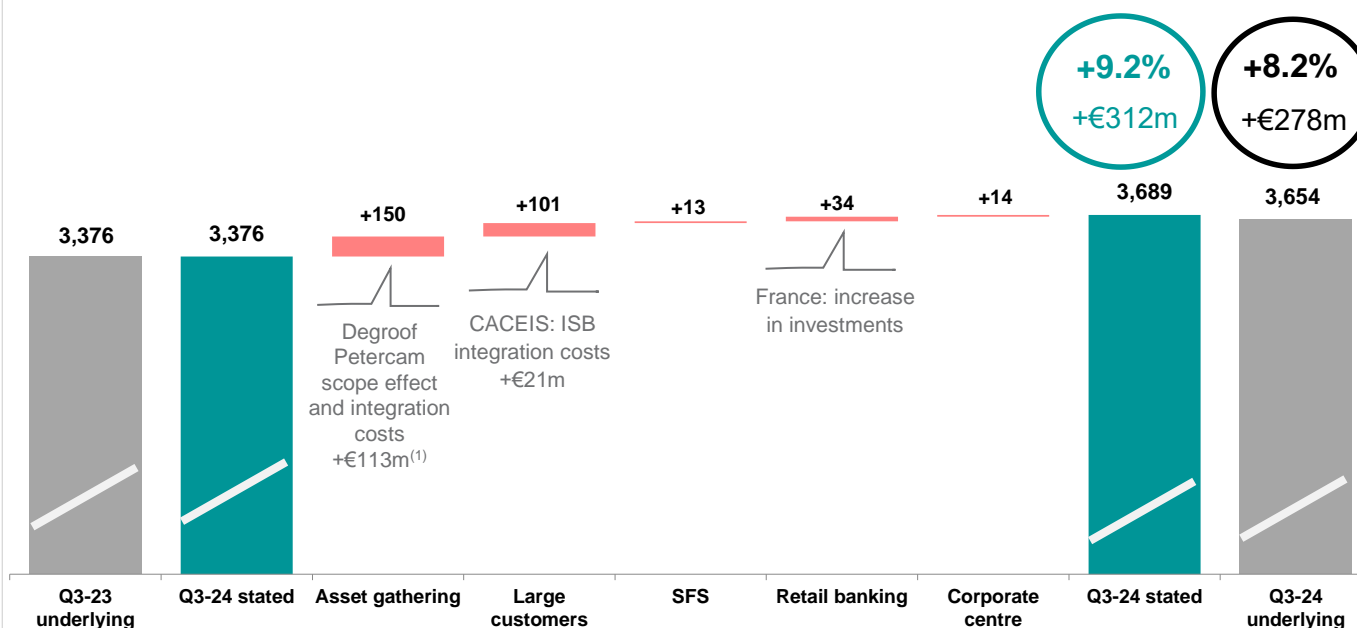 +9.2%
+€312m
+8.2%
+€278m
3,376
3,376
+150
+101
+13
+34
+14
3,689
3,654
Degroof
Petercam
scope effect
and integration
costs
+€113m(1)
CACEIS: ISB
integration costs
+€21m
France: increase
in investments
Q3-23
underlying
Q3-24 stated
Asset gathering
Large
customers
SFS
Retail banking
Corporate
centre
Q3-24 stated
Q3-24
underlying